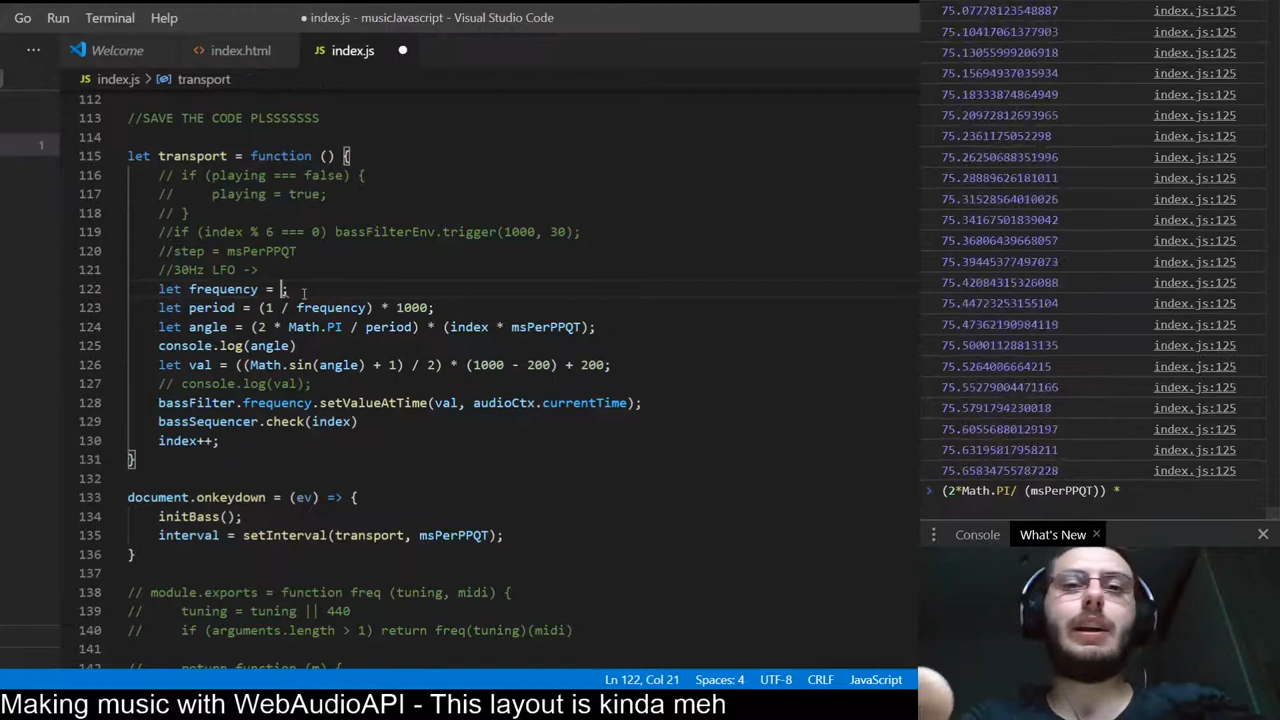 Go Run Terminal Help ● index.js - musicJavascript - Visual Studio Code
... Welcome <> index.html JS index.js ●
JS index.js > transport
1
112
113 //SAVE THE CODE PLSSSSSSS
114
115 let transport = function () {
116 // if (playing === false) {
117 //     playing = true;
118 // }
119 //if (index % 6 === 0) bassFilterEnv.trigger(1000, 30);
120 //step = msPerPPQT
121 //30Hz LFO ->
122 let frequency = ;
123 let period = (1 / frequency) * 1000;
124 let angle = (2 * Math.PI / period) * (index * msPerPPQT);
125 console.log(angle)
126 let val = ((Math.sin(angle) + 1) / 2) * (1000 - 200) + 200;
127 // console.log(val);
128 bassFilter.frequency.setValueAtTime(val, audioCtx.currentTime);
129 bassSequencer.check(index)
130 index++;
131 }
132
133 document.onkeydown = (ev) => {
134 initBass();
135 interval = setInterval(transport, msPerPPQT);
136 }
137
138 // module.exports = function freq (tuning, midi) {
139 //     tuning = tuning || 440
140 //     if (arguments.length > 1) return freq(tuning)(midi)
141
142 //     return function (m) {
Ln 122, Col 21 Spaces: 4 UTF-8 CRLF JavaScript
75.07778123548887 index.js:125
75.10417061377903 index.js:125
75.13055999206918 index.js:125
75.15694937035934 index.js:125
75.18333874864949 index.js:125
75.20972812693965 index.js:125
75.2361175052298 index.js:125
75.26250688351996 index.js:125
75.28889626181011 index.js:125
75.31528564010026 index.js:125
75.34167501839042 index.js:125
75.36806439668057 index.js:125
75.39445377497073 index.js:125
75.42084315326088 index.js:125
75.44723253155104 index.js:125
75.47362190984119 index.js:125
75.50001128813135 index.js:125
75.5264006664215 index.js:125
75.55279004471166 index.js:125
75.5791794230018 index.js:125
75.60556880129197 index.js:125
75.63195817958211 index.js:125
75.65834755787228 index.js:125
> (2*Math.PI/ (msPerPPQT)) *
Console What's New ×
Making music with WebAudioAPI - This layout is kinda meh